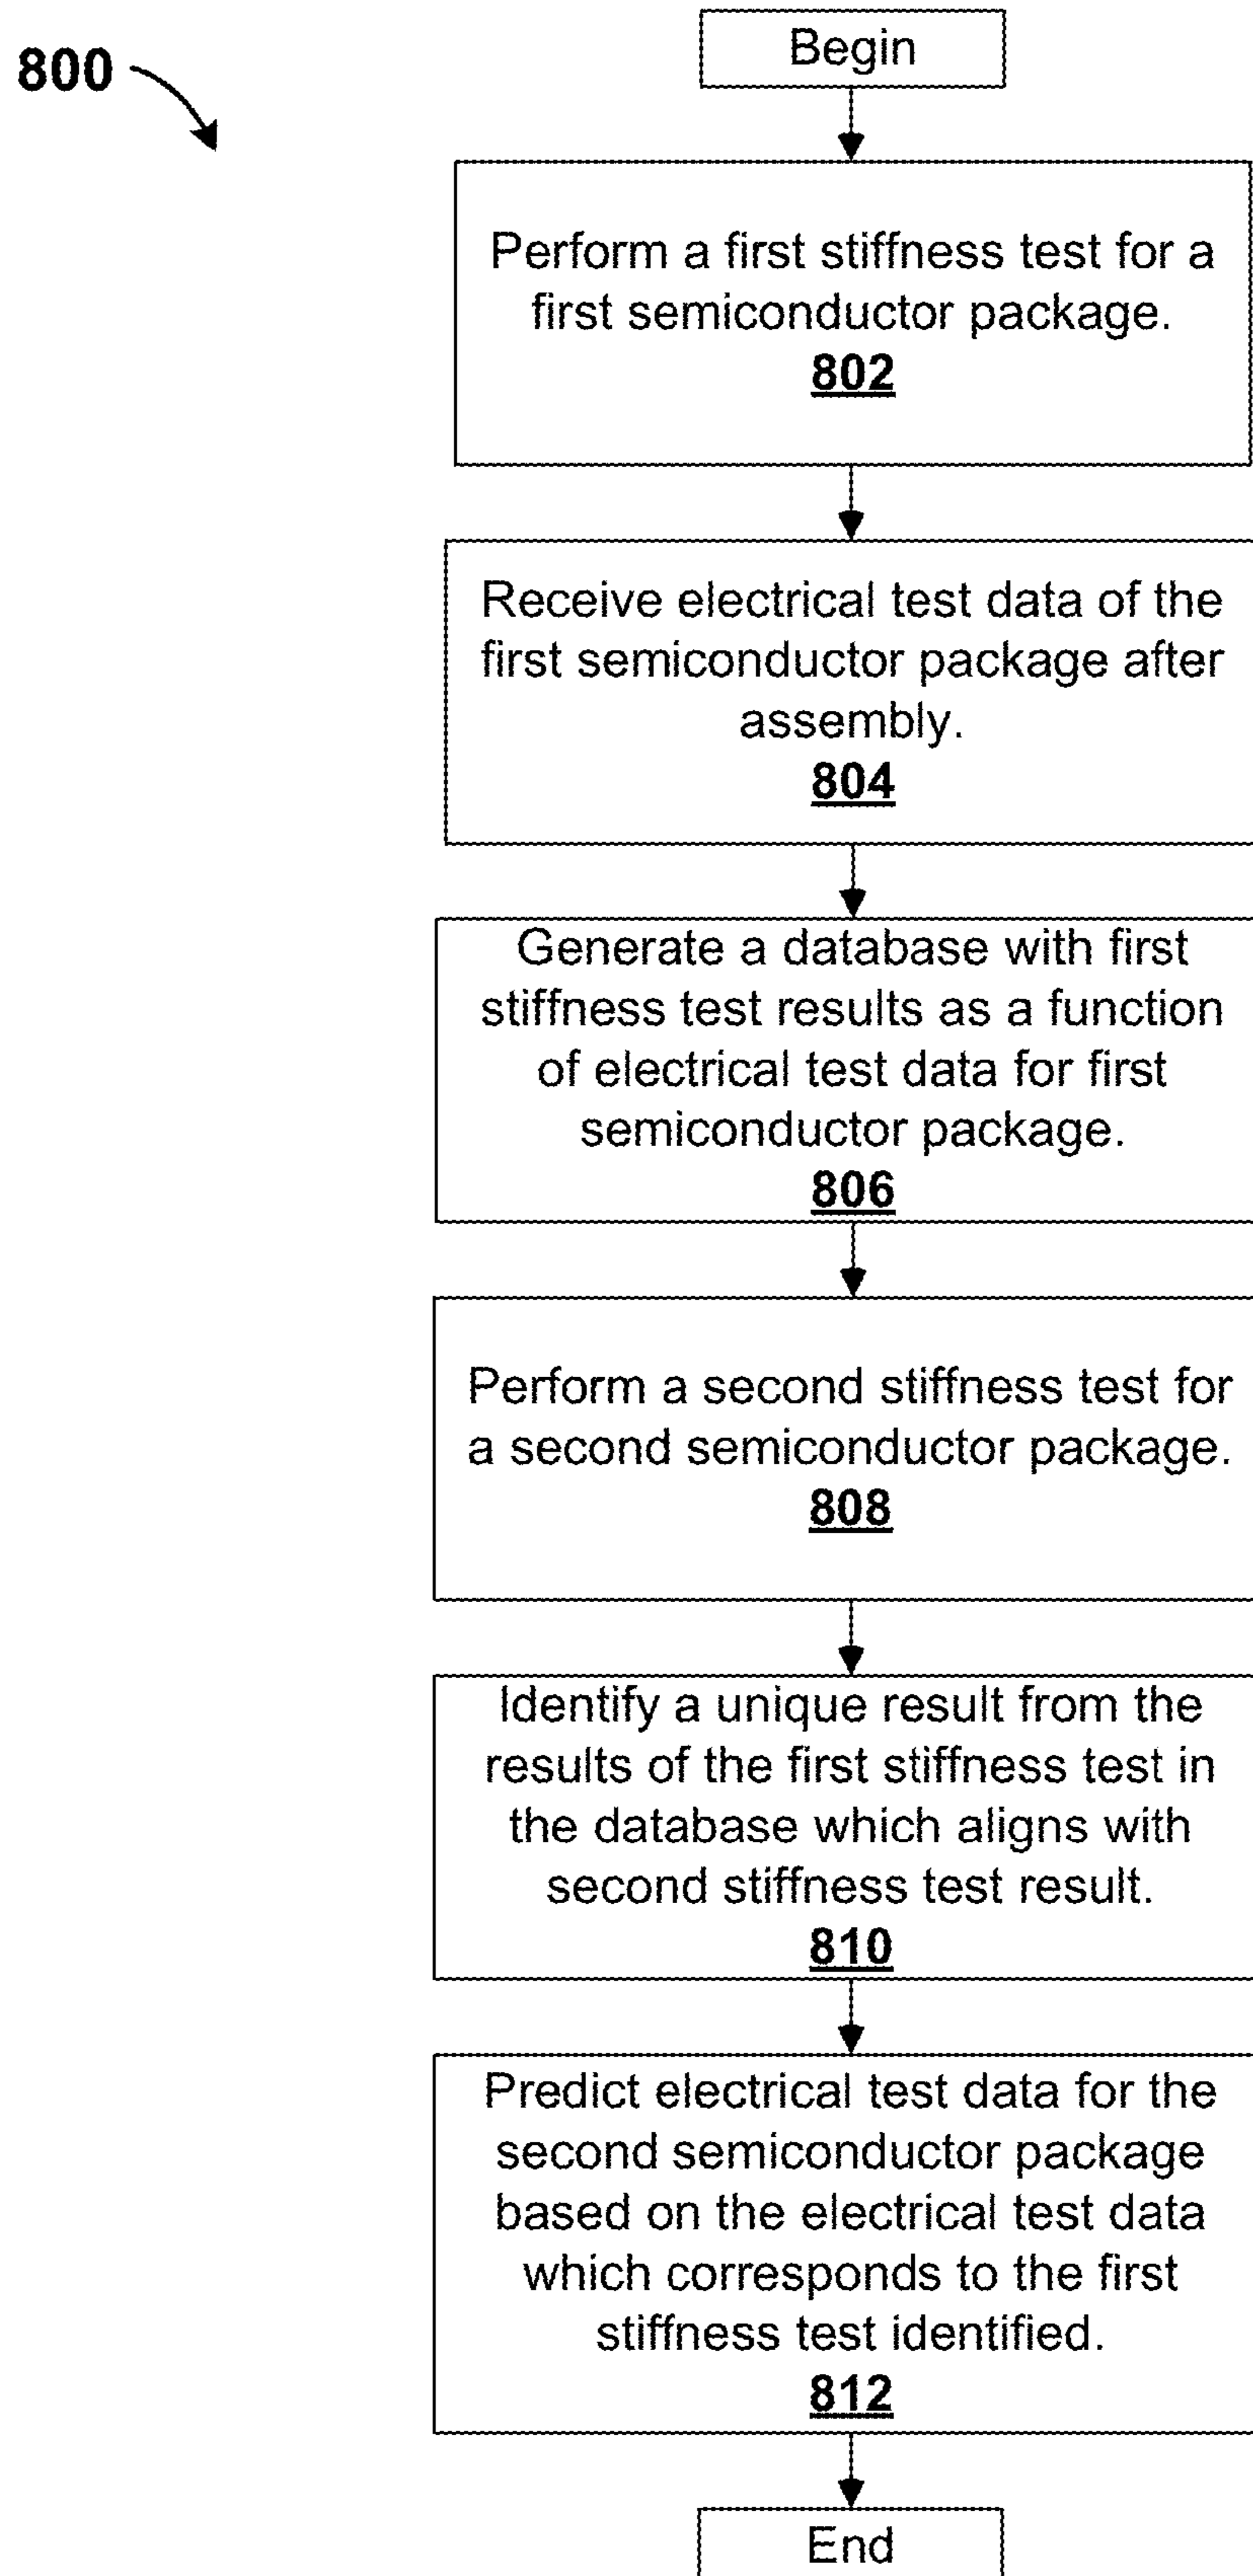 800
Begin
Perform a first stiffness test for a
first semiconductor package.
802
Receive electrical test data of the
first semiconductor package after
assembly.
804
Generate a database with first
stiffness test results as a function
of electrical test data for first
semiconductor package.
806
Perform a second stiffness test for
a second semiconductor package.
808
Identify a unique result from the
results of the first stiffness test in
the database which aligns with
second stiffness test result.
810
Predict electrical test data for the
second semiconductor package
based on the electrical test data
which corresponds to the first
stiffness test identified.
812
End